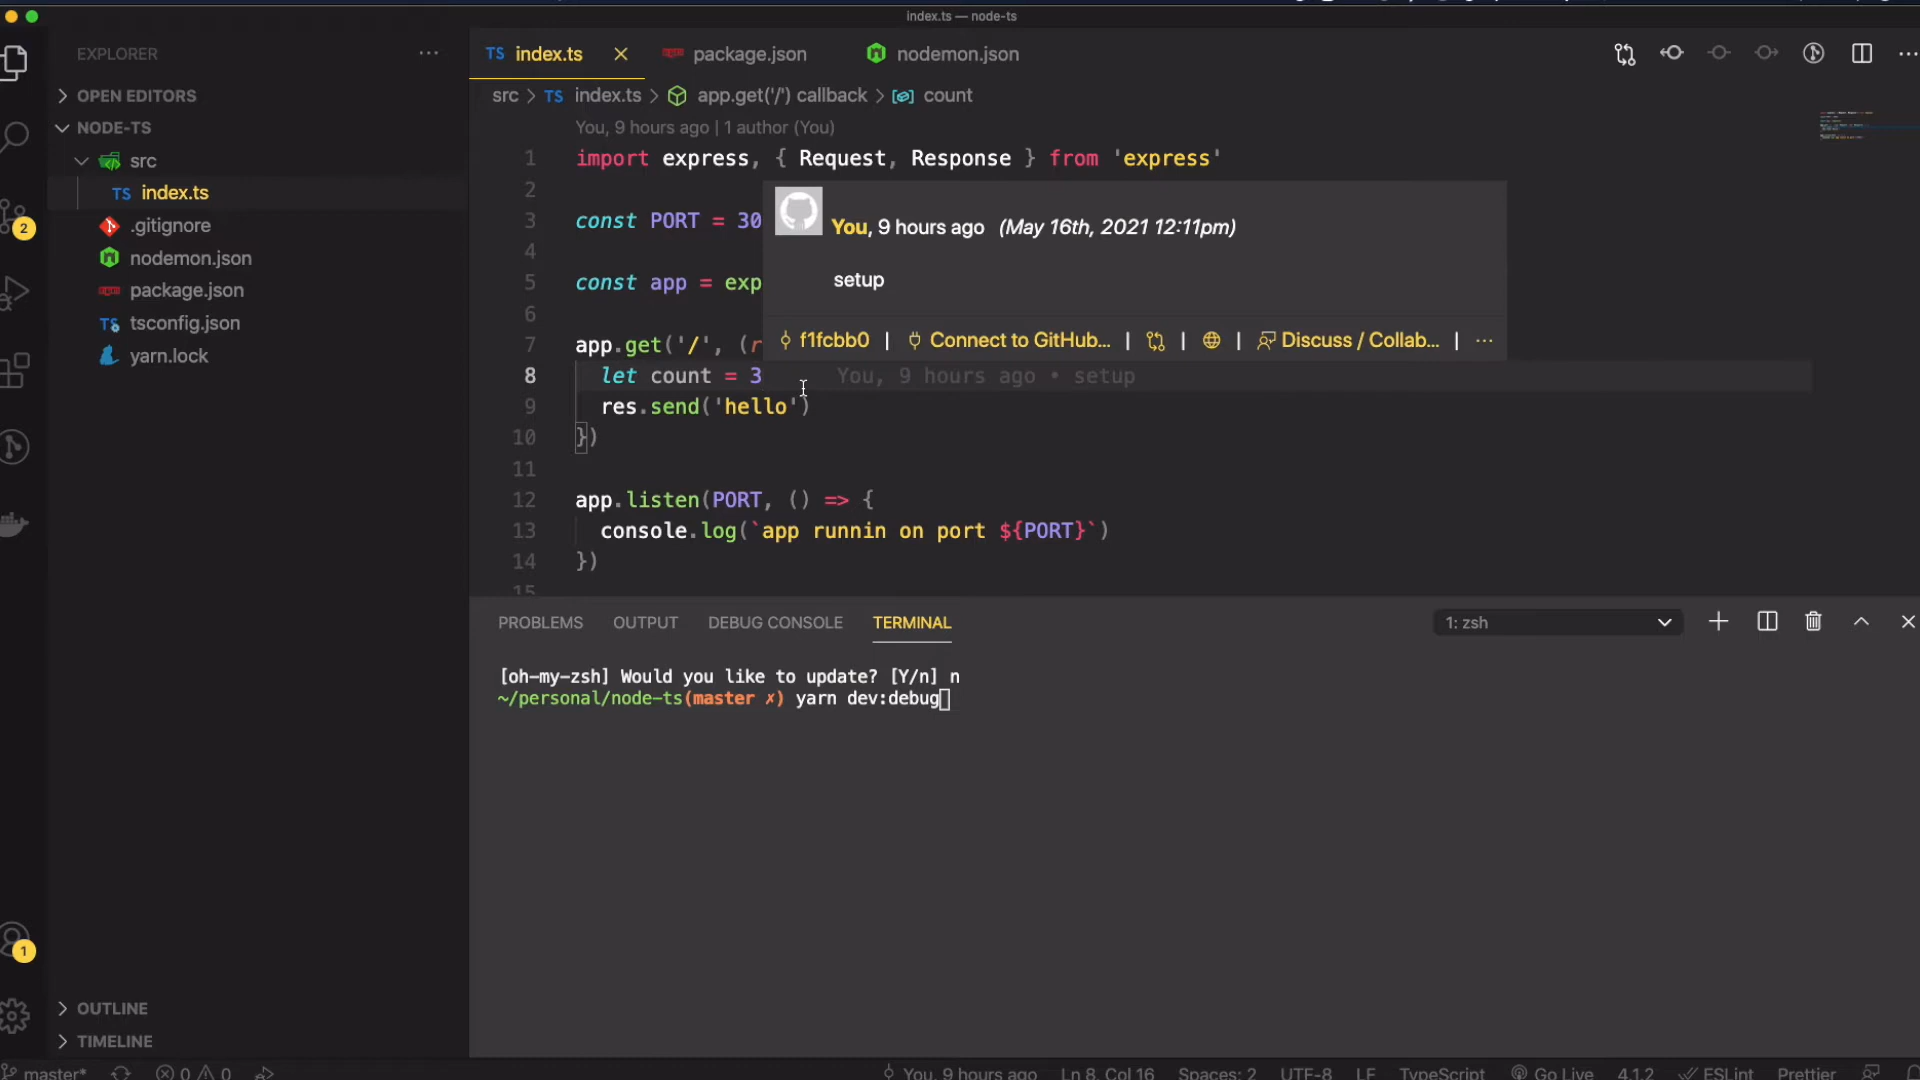 index.ts — node-ts
EXPLORER
OPEN EDITORS
NODE-TS
src
TS index.ts
.gitignore
nodemon.json
package.json
TS tsconfig.json
yarn.lock
OUTLINE
TIMELINE
2
1
TS index.ts
package.json
nodemon.json
src > TS index.ts > app.get('/') callback > count
You, 9 hours ago | 1 author (You)
1 import express, { Request, Response } from 'express'
2
3 const PORT = 30
4
5 const app = exp
6
7 app.get('/', (r
8 let count = 3 You, 9 hours ago • setup
9 res.send('hello')
10 })
11
12 app.listen(PORT, () => {
13 console.log(`app runnin on port ${PORT}`)
14 })
15
You, 9 hours ago (May 16th, 2021 12:11pm)
setup
f1fcbb0 | Connect to GitHub... | | | Discuss / Collab... | ...
PROBLEMS OUTPUT DEBUG CONSOLE TERMINAL
1: zsh
[oh-my-zsh] Would you like to update? [Y/n] n
~/personal/node-ts(master ✗) yarn dev:debug
master* 0 0 You, 9 hours ago Ln 8, Col 16 Spaces: 2 UTF-8 LF TypeScript Go Live 4.1.2 ESLint Prettier